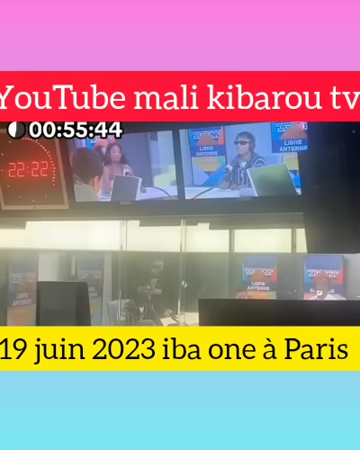 YouTube mali kibarou tv
00:55:44
22:22
LIBRE
ANTENNE
LIBRE
ANTENNE
19 juin 2023 iba one à Paris